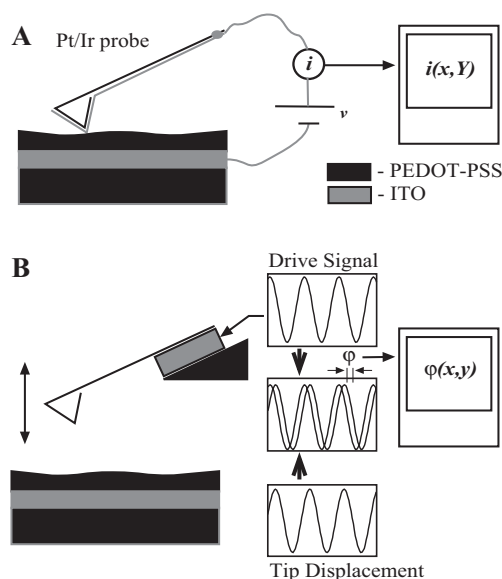 A
Pt/Ir probe
i
i(x,Y)
v
- PEDOT-PSS
- ITO
B
Drive Signal
φ
φ(x,y)
Tip Displacement